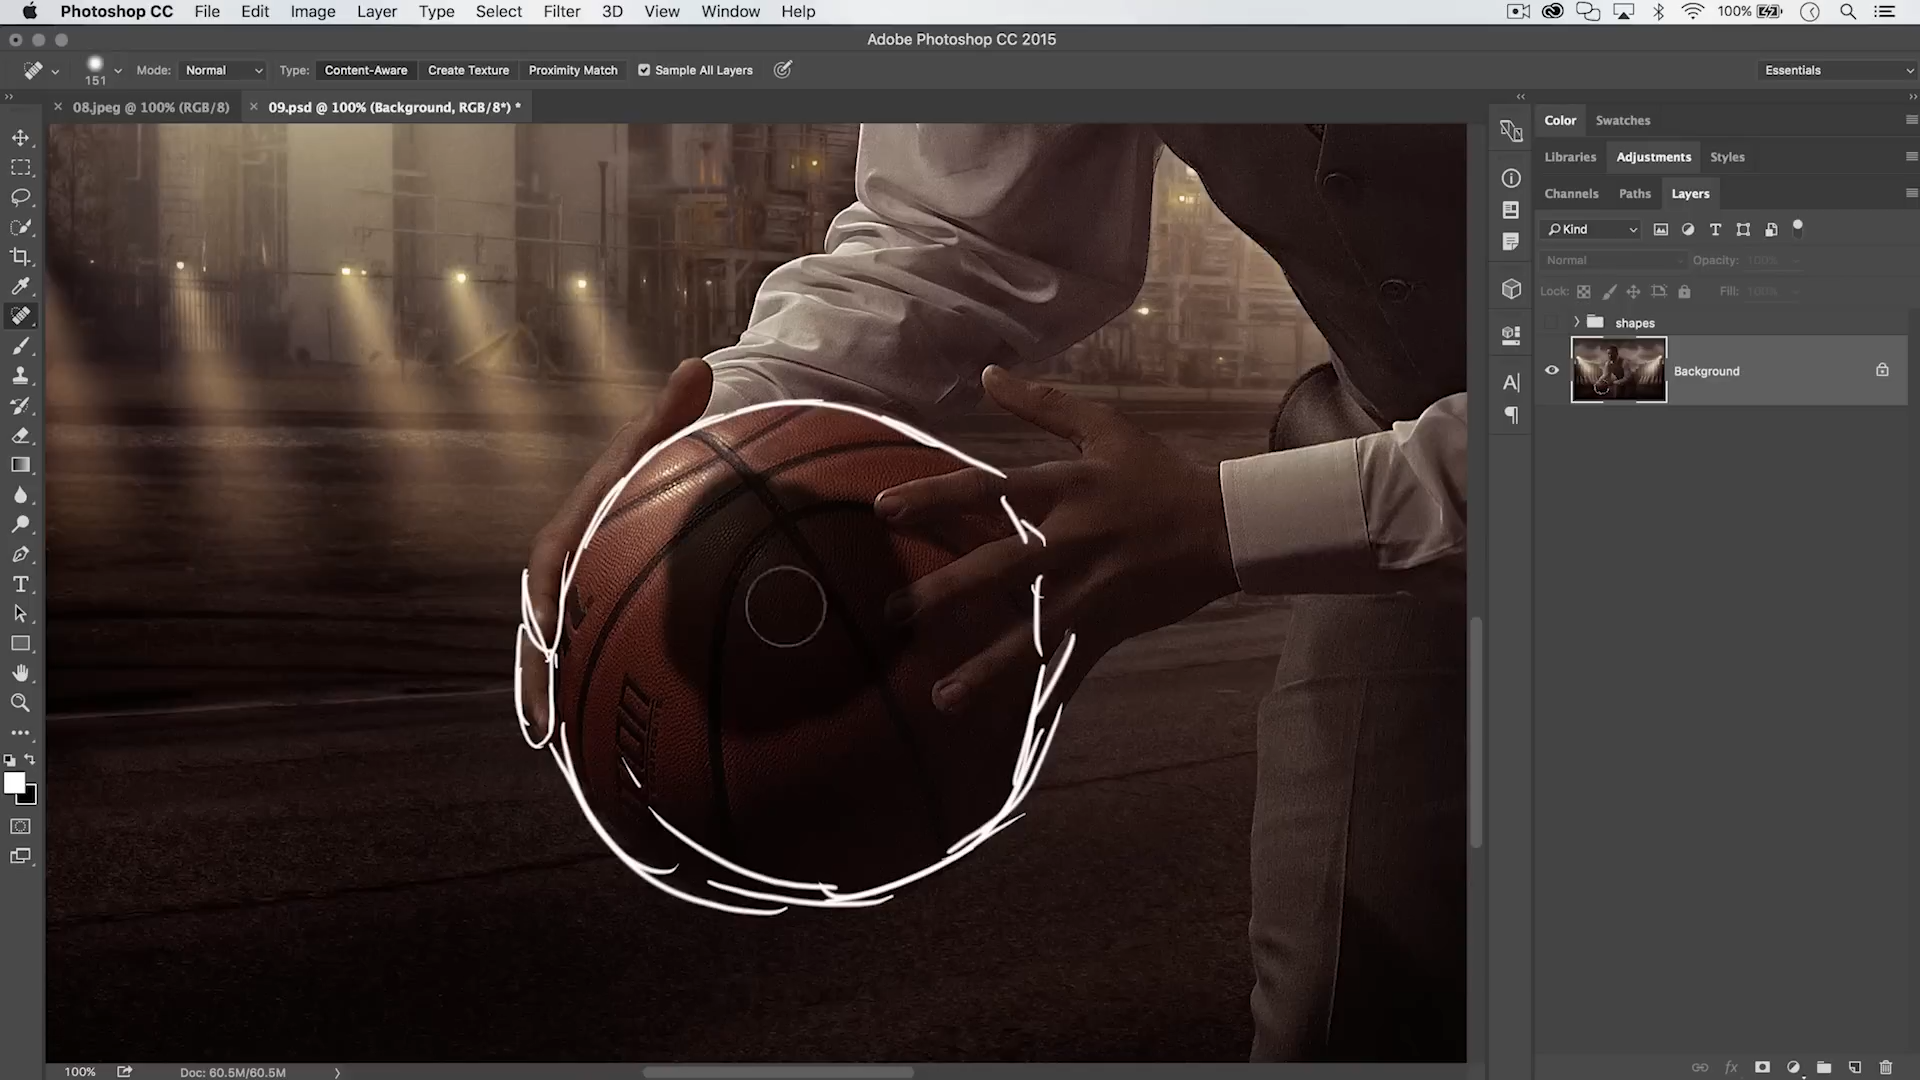 Photoshop CC File Edit Image Layer Type Select Filter 3D View Window Help 100%
Adobe Photoshop CC 2015
151 Mode: Normal Type: Content-Aware Create Texture Proximity Match Sample All Layers Essentials
08.jpeg @ 100% (RGB/8) 09.psd @ 100% (Background, RGB/8*) *
Color Swatches
Libraries Adjustments Styles
Channels Paths Layers
Kind
Normal Opacity: 100%
Lock: Fill: 100%
shapes
Background
100% Doc: 60.5M/60.5M